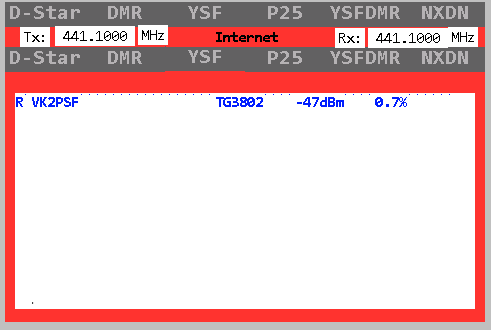 D-Star DMR YSF P25 YSFDMR NXDN
Tx: 441.1000 MHz Internet Rx: 441.1000 MHz
D-Star DMR YSF P25 YSFDMR NXDN
R VK2PSF TG3802 -47dBm 0.7%